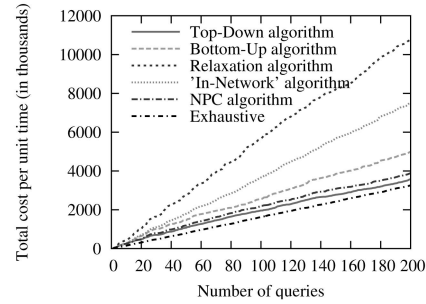 Total cost per unit time (in thousands)
12000
10000
8000
6000
4000
2000
0
Top-Down algorithm
Bottom-Up algorithm
Relaxation algorithm
'In-Network' algorithm
NPC algorithm
Exhaustive
0 20 40 60 80 100 120 140 160 180 200
Number of queries